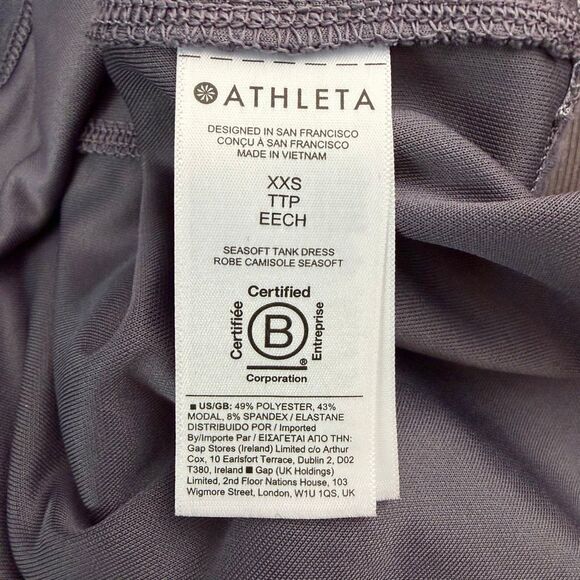 ATHLETA
DESIGNED IN SAN FRANCISCO
CONÇU À SAN FRANCISCO
MADE IN VIETNAM
XXS
TTP
EECH
SEASOFT TANK DRESS
ROBE CAMISOLE SEASOFT
Certified
Certifiée
B
Entreprise
®
Corporation
■ US/GB: 49% POLYESTER, 43%
MODAL, 8% SPANDEX / ELASTANE
DISTRIBUIDO POR / Imported
By/Importe Par / ΕΙΣΑΓΕΤΑΙ ΑΠΟ ΤΗΝ:
Gap Stores (Ireland) Limited c/o Arthur
Cox, 10 Earlsfort Terrace, Dublin 2, D02
T380, Ireland ■ Gap (UK Holdings)
Limited, 2nd Floor Nations House, 103
Wigmore Street, London, W1U 1QS, UK